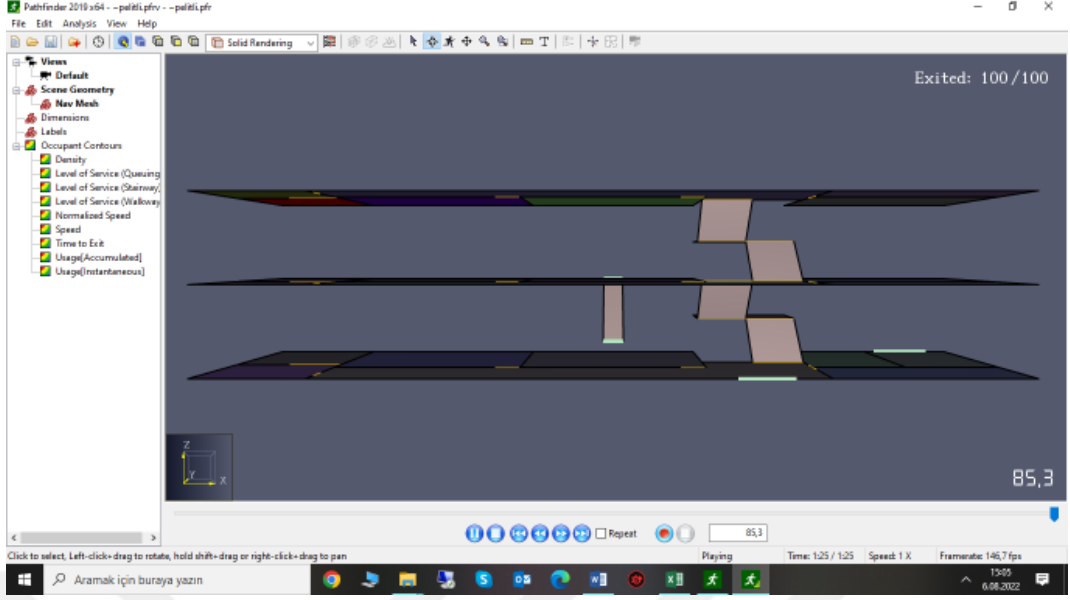 Pathfinder 2019 x64 - ~pelitli.pfrv - ~pelitli.pfr
File Edit Analysis View Help
Solid Rendering
Views
Default
Scene Geometry
Nav Mesh
Dimensions
Labels
Occupant Contours
Density
Level of Service (Queuing
Level of Service (Stairway)
Level of Service (Walkway
Normalized Speed
Speed
Time to Exit
Usage[Accumulated]
Usage[Instantaneous]
Exited: 100/100
Z
Y
X
85,3
Repeat
85,3
Click to select, Left-click+drag to rotate, hold shift+drag or right-click+drag to pan
Playing
Time: 1:25 / 1:25
Speed: 1 X
Framerate: 146,7 fps
Aramak için buraya yazın
15:05
6.08.2022